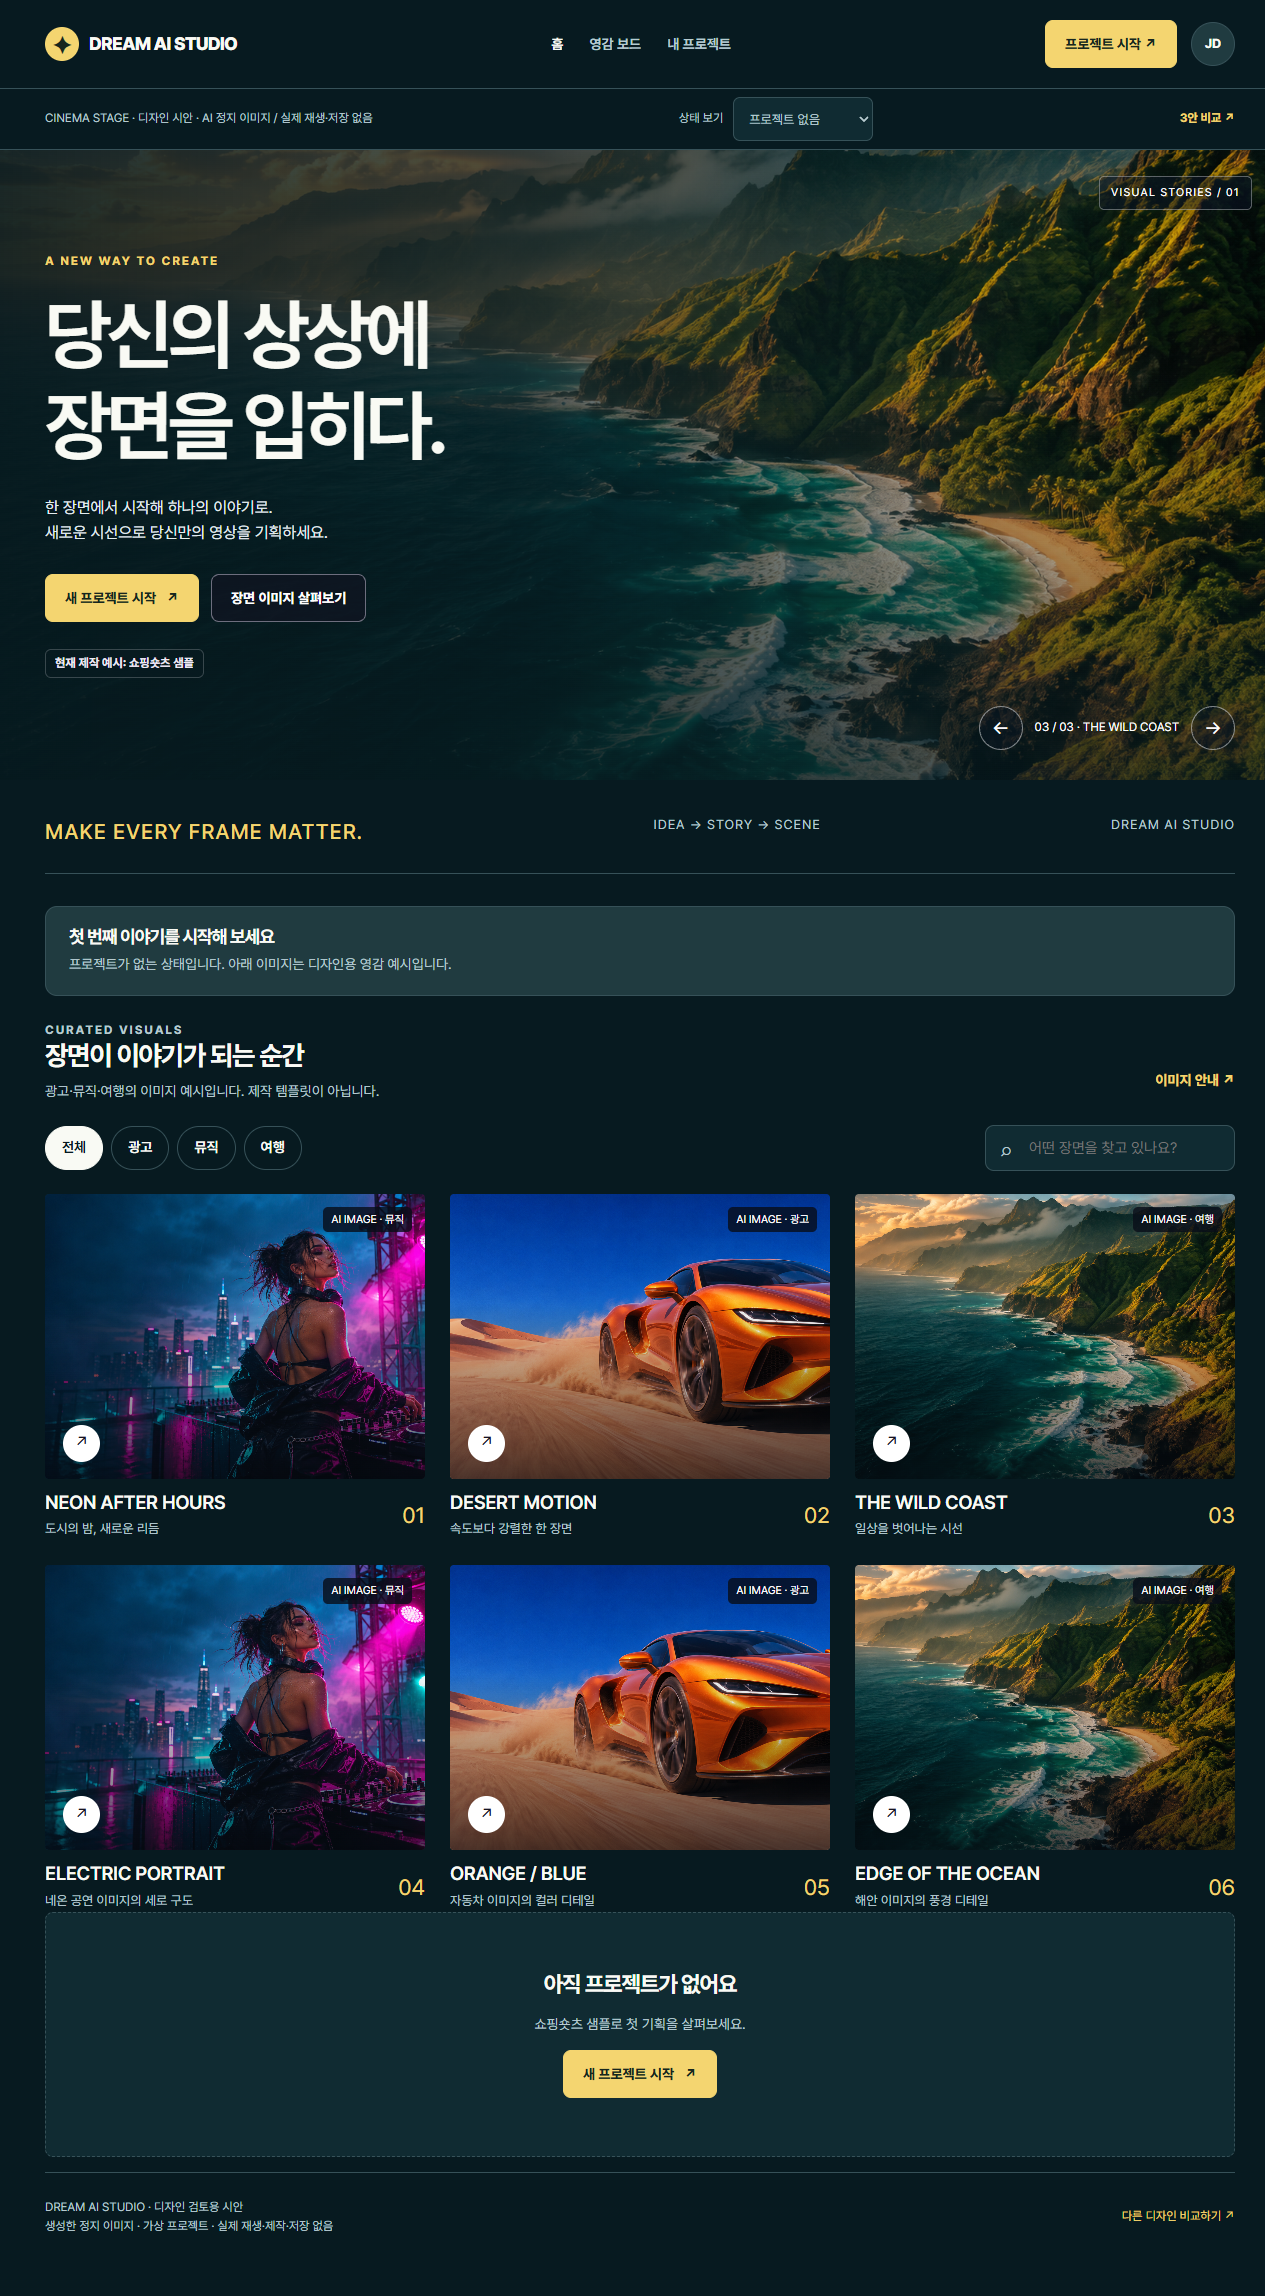 DREAM AI STUDIO
홈
영감 보드
내 프로젝트
프로젝트 시작 ↗
JD
CINEMA STAGE · 디자인 시안 · AI 정지 이미지 / 실제 재생·저장 없음
상태 보기
프로젝트 없음
3안 비교 ↗
VISUAL STORIES / 01
A NEW WAY TO CREATE
당신의 상상에
장면을 입히다.
한 장면에서 시작해 하나의 이야기로.
새로운 시선으로 당신만의 영상을 기획하세요.
새 프로젝트 시작 ↗
장면 이미지 살펴보기
현재 제작 예시: 쇼핑숏츠 샘플
← 03 / 03 · THE WILD COAST →
MAKE EVERY FRAME MATTER.
IDEA → STORY → SCENE
DREAM AI STUDIO
첫 번째 이야기를 시작해 보세요
프로젝트가 없는 상태입니다. 아래 이미지는 디자인용 영감 예시입니다.
CURATED VISUALS
장면이 이야기가 되는 순간
광고·뮤직·여행의 이미지 예시입니다. 제작 템플릿이 아닙니다.
이미지 안내 ↗
전체
광고
뮤직
여행
어떤 장면을 찾고 있나요?
AI IMAGE · 뮤직
AI IMAGE · 광고
AI IMAGE · 여행
↗
↗
↗
NEON AFTER HOURS
도시의 밤, 새로운 리듬
01
DESERT MOTION
속도보다 강렬한 한 장면
02
THE WILD COAST
일상을 벗어나는 시선
03
AI IMAGE · 뮤직
AI IMAGE · 광고
AI IMAGE · 여행
↗
↗
↗
ELECTRIC PORTRAIT
네온 공연 이미지의 세로 구도
04
ORANGE / BLUE
자동차 이미지의 컬러 디테일
05
EDGE OF THE OCEAN
해안 이미지의 풍경 디테일
06
아직 프로젝트가 없어요
쇼핑숏츠 샘플로 첫 기획을 살펴보세요.
새 프로젝트 시작 ↗
DREAM AI STUDIO · 디자인 검토용 시안
생성한 정지 이미지 · 가상 프로젝트 · 실제 재생·제작·저장 없음
다른 디자인 비교하기 ↗